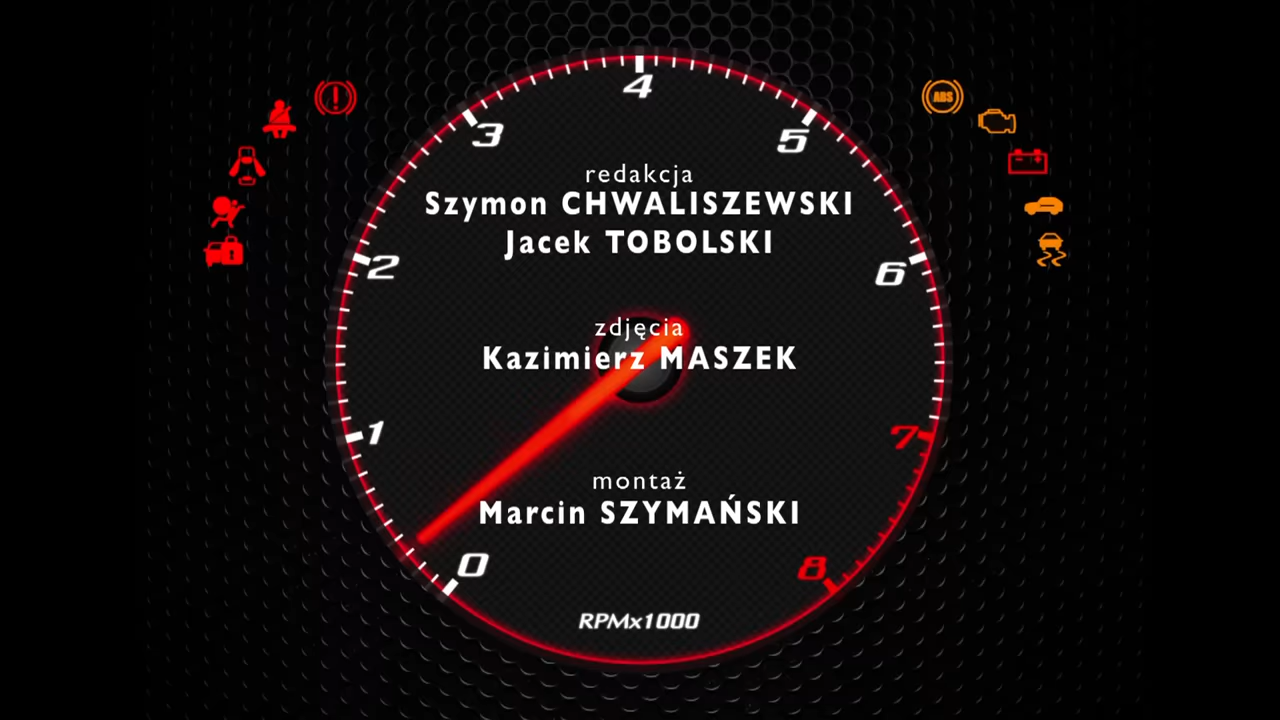 4
3
5
ABS
redakcja
Szymon CHWALISZEWSKI
Jacek TOBOLSKI
2
6
zdjęcia
Kazimierz MASZEK
1
7
montaż
Marcin SZYMAŃSKI
0
8
RPMx1000